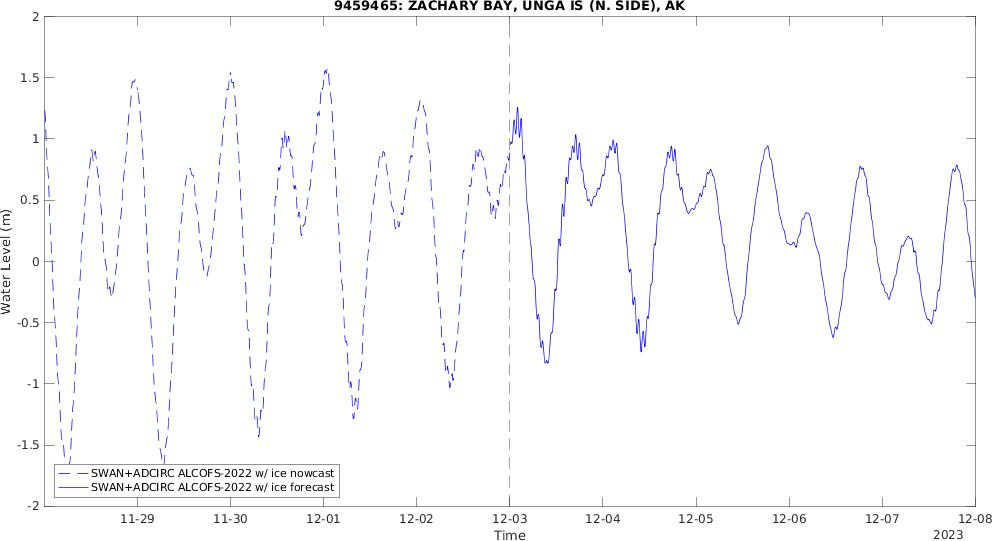 9459465: ZACHARY BAY, UNGA IS (N. SIDE), AK
Water Level (m)
2
1.5
1
0.5
0
-0.5
-1
-1.5
-2
SWAN+ADCIRC ALCOFS-2022 w/ ice nowcast
SWAN+ADCIRC ALCOFS-2022 w/ ice forecast
11-29 11-30 12-01 12-02 12-03 12-04 12-05 12-06 12-07 12-08
Time
2023